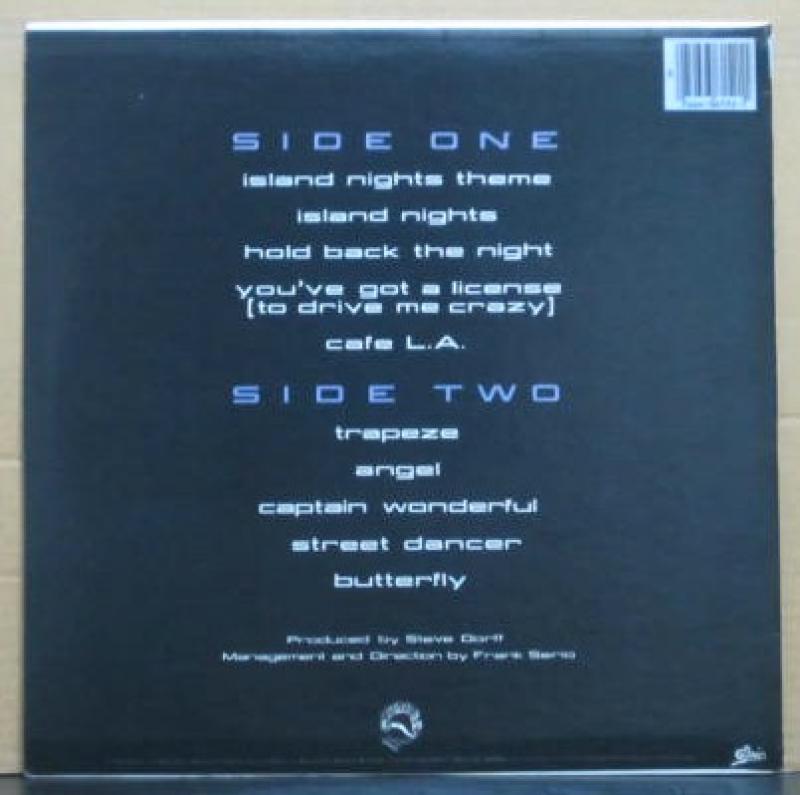 SIDE ONE
island nights theme
island nights
hold back the night
you've got a license
[to drive me crazy]
cafe L.A.
SIDE TWO
trapeze
angel
captain wonderful
street dancer
butterfly
Produced by Steve Dorff
Management and Direction by Frank
Epic